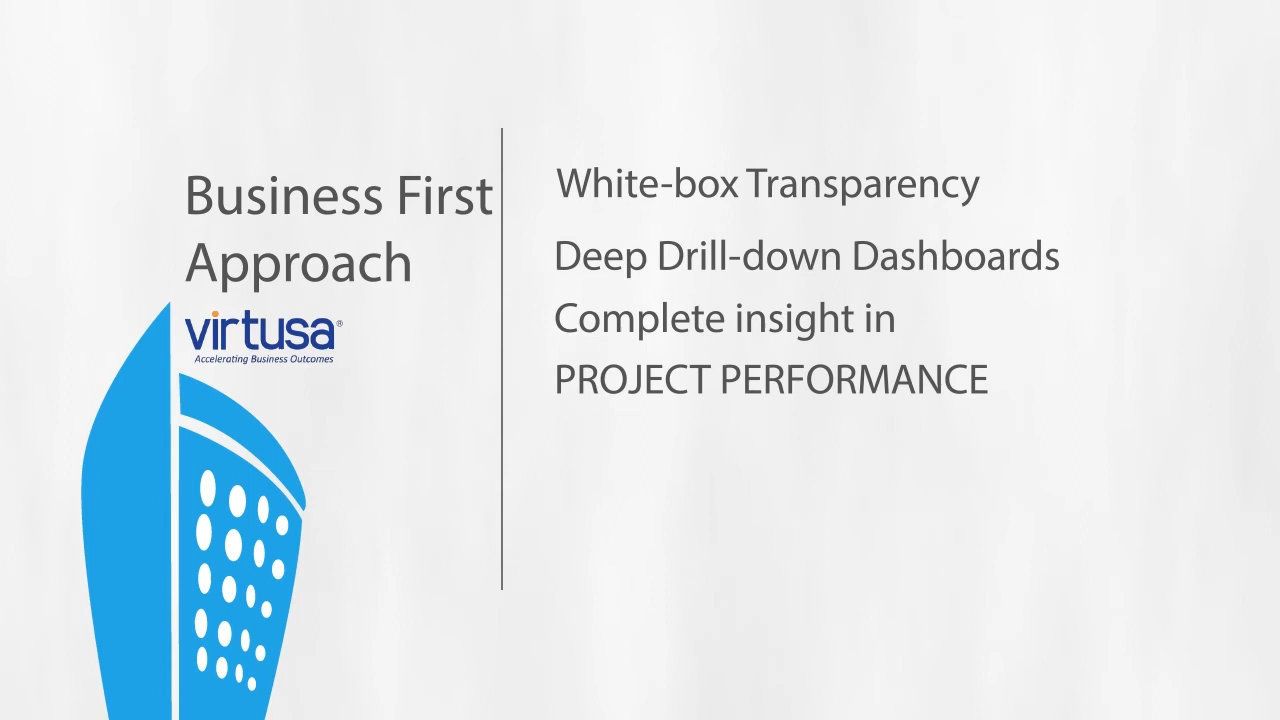 Business First
Approach
virtusa®
Accelerating Business Outcomes
White-box Transparency
Deep Drill-down Dashboards
Complete insight in
PROJECT PERFORMANCE